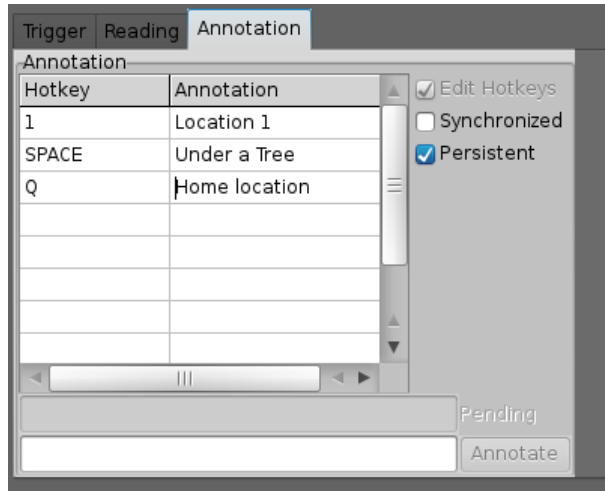 Trigger Reading Annotation
Annotation
Hotkey Annotation
1 Location 1
SPACE Under a Tree
Q Home location
Edit Hotkeys
Synchronized
Persistent
Pending
Annotate